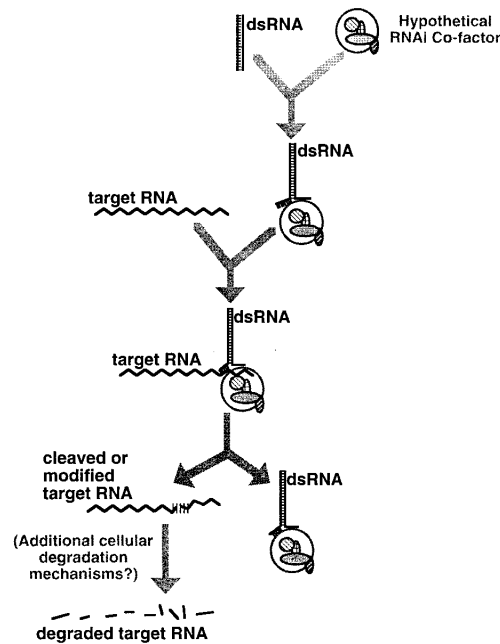 dsRNA
Hypothetical
RNAi Co-factor
dsRNA
target RNA
dsRNA
target RNA
cleaved or
modified
target RNA
dsRNA
(Additional cellular
degradation
mechanisms?)
degraded target RNA